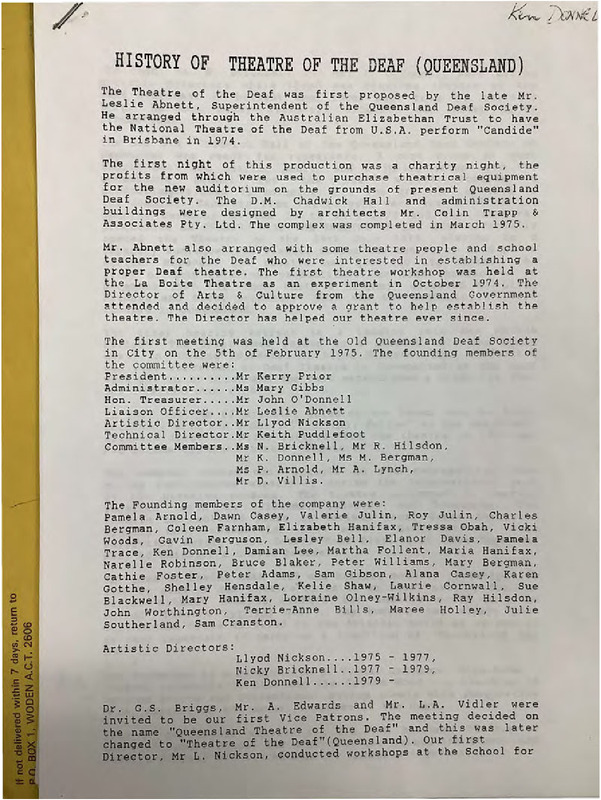 Ken DONNEL
HISTORY OF THEATRE OF THE DEAF (QUEENSLAND)
The Theatre of the Deaf was first proposed by the late Mr.
Leslie Abnett, Superintendent of the Queensland Deaf Society.
He arranged through the Australian Elizabethan Trust to have
the National Theatre of the Deaf from U.S.A. perform "Candide"
in Brisbane in 1974.
The first night of this production was a charity night, the
profits from which were used to purchase theatrical equipment
for the new auditorium on the grounds of present Queensland
Deaf Society. The D.M. Chadwick Hall and administration
buildings were designed by architects Mr. Colin Trapp &
Associates Pty. Ltd. The complex was completed in March 1975.
Mr. Abnett also arranged with some theatre people and school
teachers for the Deaf who were interested in establishing a
proper Deaf theatre. The first theatre workshop was held at
the La Boite Theatre as an experiment in October 1974. The
Director of Arts & Culture from the Queensland Government
attended and decided to approve a grant to help establish the
theatre. The Director has helped our theatre ever since.
The first meeting was held at the Old Queensland Deaf Society
in City on the 5th of February 1975. The founding members of
the committee were:
President..........Mr Kerry Prior
Administrator......Ms Mary Gibbs
Hon. Treasurer.....Mr John O'Donnell
Liaison Officer....Mr Leslie Abnett
Artistic Director..Mr Llyod Nickson
Technical Director.Mr Keith Puddlefoot
Committee Members..Ms N. Bricknell, Mr R. Hilsdon,
Mr K. Donnell, Ms M. Bergman,
Ms P. Arnold, Mr A. Lynch,
Mr D. Villis.
The Founding members of the company were:
Pamela Arnold, Dawn Casey, Valerie Julin, Roy Julin, Charles
Bergman, Coleen Farnham, Elizabeth Hanifax, Tressa Obah, Vicki
Woods, Gavin Ferguson, Lesley Bell, Elanor Davis, Pamela
Trace, Ken Donnell, Damian Lee, Martha Follent, Maria Hanifax,
Narelle Robinson, Bruce Blaker, Peter Williams, Mary Bergman,
Cathie Foster, Peter Adams, Sam Gibson, Alana Casey, Karen
Gotthe, Shelley Hensdale, Kelie Shaw, Laurie Cornwall, Sue
Blackwell, Mary Hanifax, Lorraine Olney-Wilkins, Ray Hilsdon,
John Worthington, Terrie-Anne Bills, Maree Holley, Julie
Southerland, Sam Cranston.
Artistic Directors:
Llyod Nickson....1975 - 1977,
Nicky Bricknell..1977 - 1979,
Ken Donnell......1979 -
Dr. G.S. Briggs, Mr. A. Edwards and Mr. L.A. Vidler were
invited to be our first Vice Patrons. The meeting decided on
the name "Queensland Theatre of the Deaf" and this was later
changed to "Theatre of the Deaf"(Queensland). Our first
Director, Mr L. Nickson, conducted workshops at the School for
If not delivered within 7 days, return to
P.O. BOX 1, WODEN A.C.T. 2606